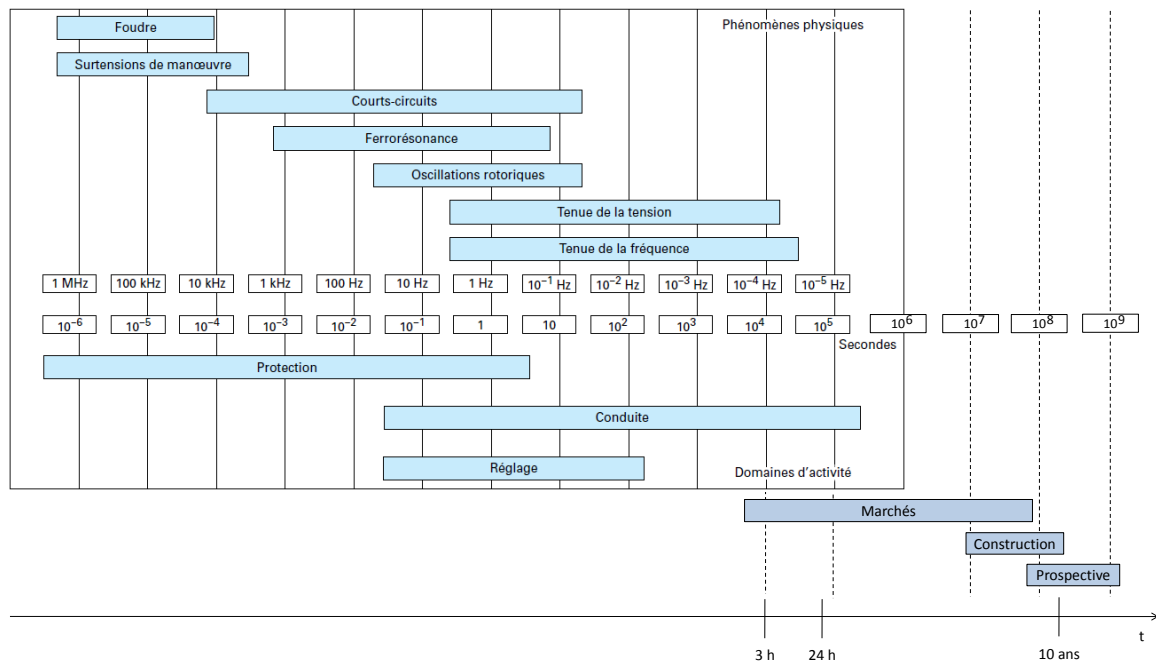 Foudre
Phénomènes physiques
Surtensions de manœuvre
Courts-circuits
Ferrorésonance
Oscillations rotoriques
Tenue de la tension
Tenue de la fréquence
1 MHz 100 kHz 10 kHz 1 kHz 100 Hz 10 Hz 1 Hz 10⁻¹ Hz 10⁻² Hz 10⁻³ Hz 10⁻⁴ Hz 10⁻⁵ Hz
10⁻⁶ 10⁻⁵ 10⁻⁴ 10⁻³ 10⁻² 10⁻¹ 1 10 10² 10³ 10⁴ 10⁵ 10⁶ 10⁷ 10⁸ 10⁹
Secondes
Protection
Conduite
Réglage
Domaines d'activité
Marchés
Construction
Prospective
t
3 h 24 h 10 ans